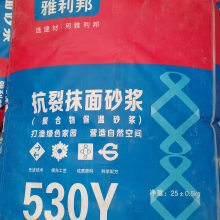 雅利邦
选建材 用雅利邦
抗裂抹面砂浆
(聚合物保温砂浆)
打造绿色家园 营造自然空间
净重:25±0.5kg
530Y